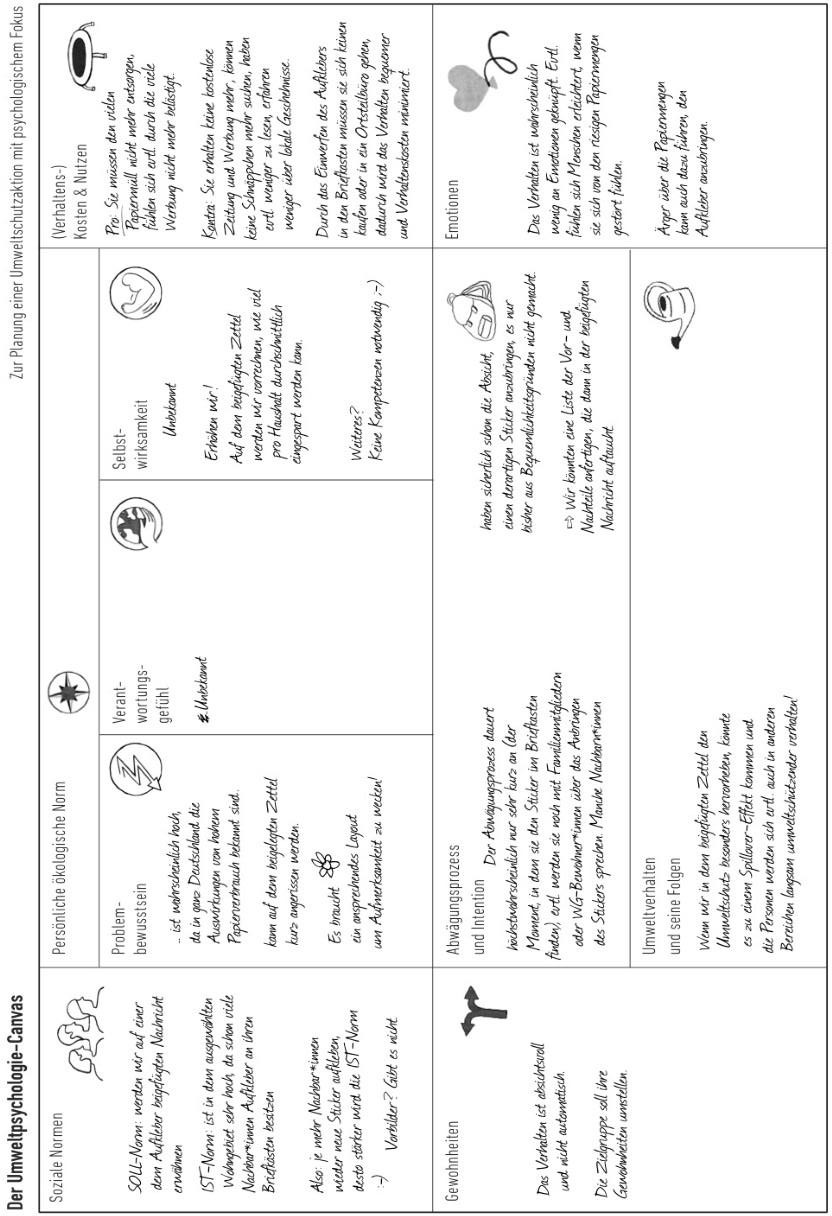 Der Umweltpsychologie-Canvas
Zur Planung einer Umweltschutzaktion mit psychologischem Fokus
Soziale Normen
SOLL-Norm: werden wir auf einer
dem Aufkleber beigefügten Nachricht
erwähnen
IST-Norm: ist in dem ausgewählten
Wohngebiet sehr hoch, da schon viele
Nachbar*innen Aufkleber an ihren
Briefkästen besitzen
Also: je mehr Nachbar*innen
wieder neue Sticker aufkleben,
desto stärker wird die IST-Norm
:-)
Vorbilder? Gibt es nicht.
Persönliche ökologische Norm
Problem-
bewusstsein
.. ist wahrscheinlich hoch,
da in ganz Deutschland die
Auswirkungen von hohem
Papierverbrauch bekannt sind.
kann auf dem beigelegten Zettel
kurz angerissen werden.
Es braucht
ein ansprechendes Layout
um Aufmerksamkeit zu wecken!
Verant-
wortungs-
gefühl
Unbekannt
Selbst-
wirksamkeit
Unbekannt
Erhöhen wir!
Auf dem beigefügten Zettel
werden wir vorrechnen, wie viel
pro Haushalt durchschnittlich
eingespart werden kann.
Weiteres?
Keine Kompetenzen notwendig ;-)
(Verhaltens-)
Kosten & Nutzen
Pro: Sie müssen den vielen
Papiermüll nicht mehr entsorgen,
fühlen sich evtl. durch die viele
Werbung nicht mehr belästigt.
Kontra: Sie erhalten keine kostenlose
Zeitung und Werbung mehr, können
keine Schnäppchen mehr suchen, haben
evtl. weniger zu lesen, erfahren
weniger über lokale Geschehnisse.
Durch das Einwerfen des Aufklebers
in den Briefkasten müssen sie sich keinen
kaufen oder in ein Ortsteilbüro gehen,
dadurch wird das Verhalten bequemer
und Verhaltenskosten minimiert.
Gewohnheiten
Das Verhalten ist absichtsvoll
und nicht automatisch.
Die Zielgruppe soll ihre
Gewohnheiten umstellen.
Abwägungsprozess
und Intention
Der Abwägungsprozess dauert
höchstwahrscheinlich nur sehr kurz an (der
Moment, in dem sie den Sticker im Briefkasten
finden), evtl. werden sie noch mit Familienmitgliedern
oder WG-Bewohner*innen über das Anbringen
des Stickers sprechen. Manche Nachbarn*innen
haben sicherlich schon die Absicht,
einen derartigen Sticker anzubringen, es nur
bisher aus Bequemlichkeitsgründen nicht gemacht.
⇨ Wir könnten eine Liste der Vor- und
Nachteile anfertigen, die dann in der beigefügten
Nachricht auftaucht
Umweltverhalten
und seine Folgen
Wenn wir in dem beigefügten Zettel den
Umweltschutz besonders hervorheben, könnte
es zu einem Spillover-Effekt kommen und
die Personen werden sich evtl. auch in anderen
Bereichen langsam umweltschützender verhalten!
Emotionen
Das Verhalten ist wahrscheinlich
wenig an Emotionen geknüpft. Evtl.
fühlen sich Menschen erleichtert, wenn
sie sich von den riesigen Papiermengen
gestört fühlen.
Ärger über die Papiermengen
kann auch dazu führen, den
Aufkleber anzubringen.